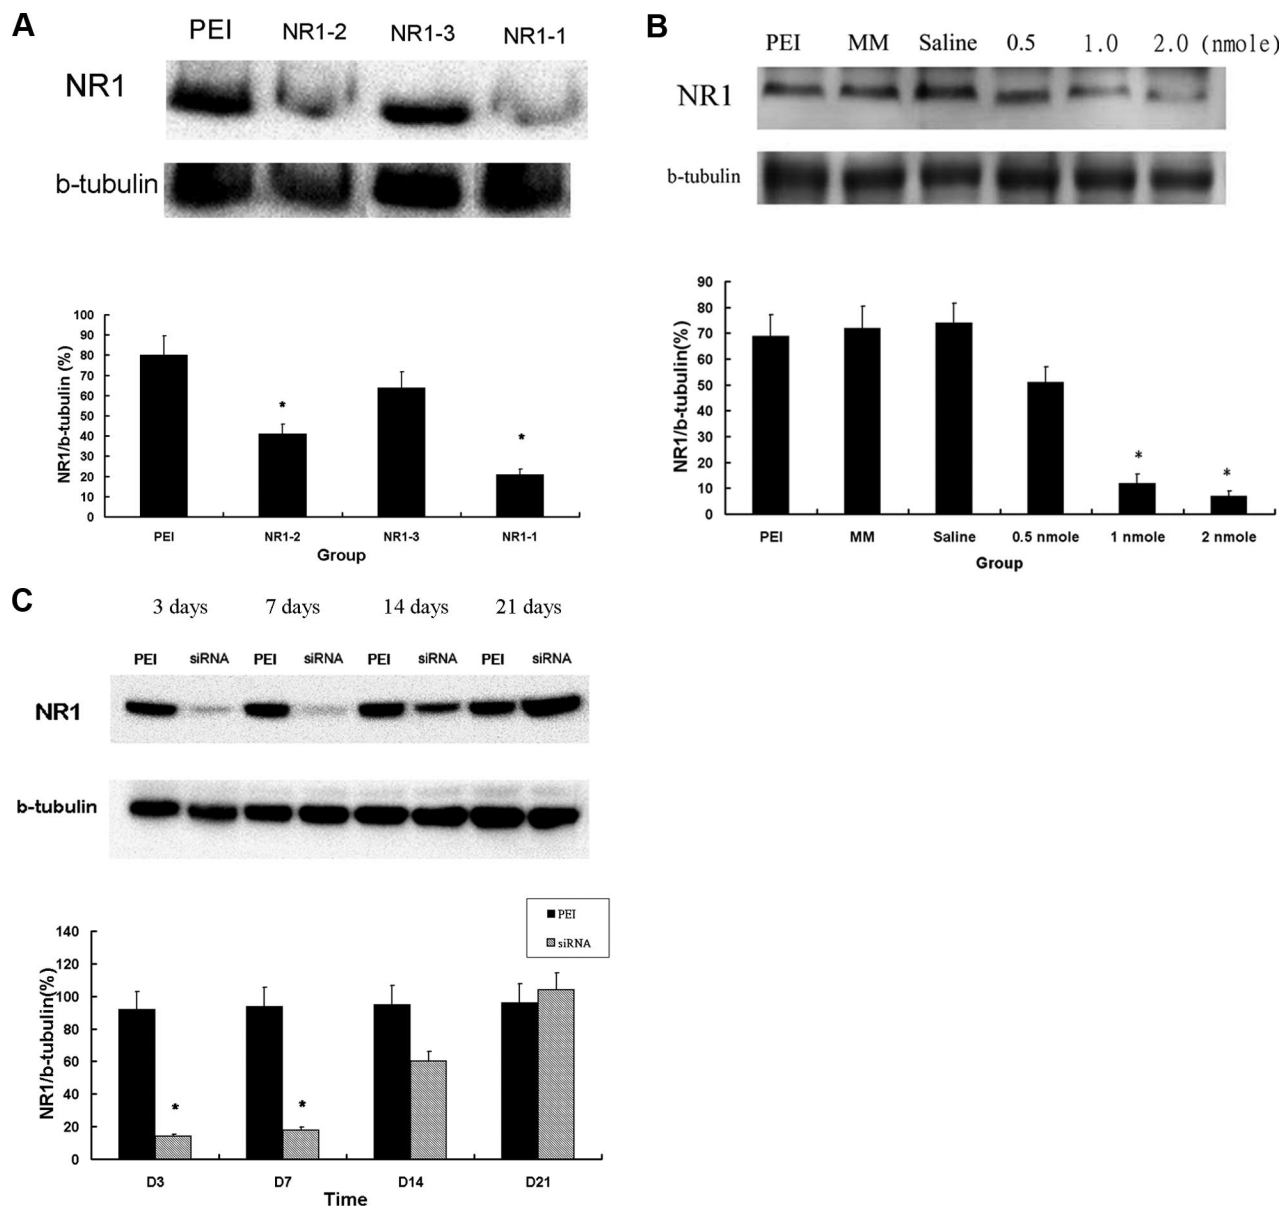 A
PEI NR1-2 NR1-3 NR1-1
NR1
b-tubulin
NR1/b-tubulin (%)
100
90
80
70
60
50
40
30
20
10
0
*
*
PEI NR1-2 NR1-3 NR1-1
Group
B
PEI MM Saline 0.5 1.0 2.0 (nmole)
NR1
b-tubulin
NR1/b-tubulin(%)
90
80
70
60
50
40
30
20
10
0
*
*
PEI MM Saline 0.5 nmole 1 nmole 2 nmole
Group
C
3 days 7 days 14 days 21 days
PEI siRNA PEI siRNA PEI siRNA PEI siRNA
NR1
b-tubulin
PEI
siRNA
NR1/b-tubulin(%)
140
120
100
80
60
40
20
0
*
*
D3 D7 D14 D21
Time